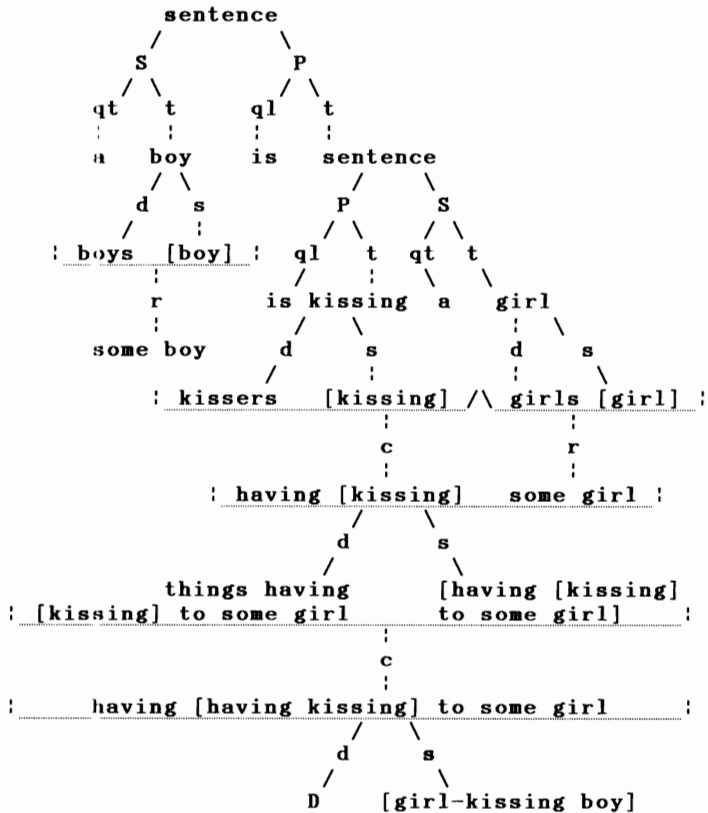 sentence
S P
qt t ql t
a boy is sentence
d s P S
¦ boys [boy] ¦ ql t qt t
r is kissing a girl
some boy d s d s
¦ kissers [kissing] /\ girls [girl] ¦
c r
¦ having [kissing] some girl ¦
d s
things having [having [kissing]
¦ [kissing] to some girl to some girl] ¦
c
¦ having [having kissing] to some girl ¦
d s
D [girl-kissing boy]